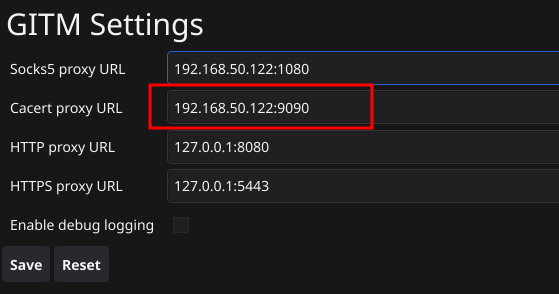 GITM Settings
Socks5 proxy URL 192.168.50.122:1080
Cacert proxy URL 192.168.50.122:9090
HTTP proxy URL 127.0.0.1:8080
HTTPS proxy URL 127.0.0.1:5443
Enable debug logging
Save Reset